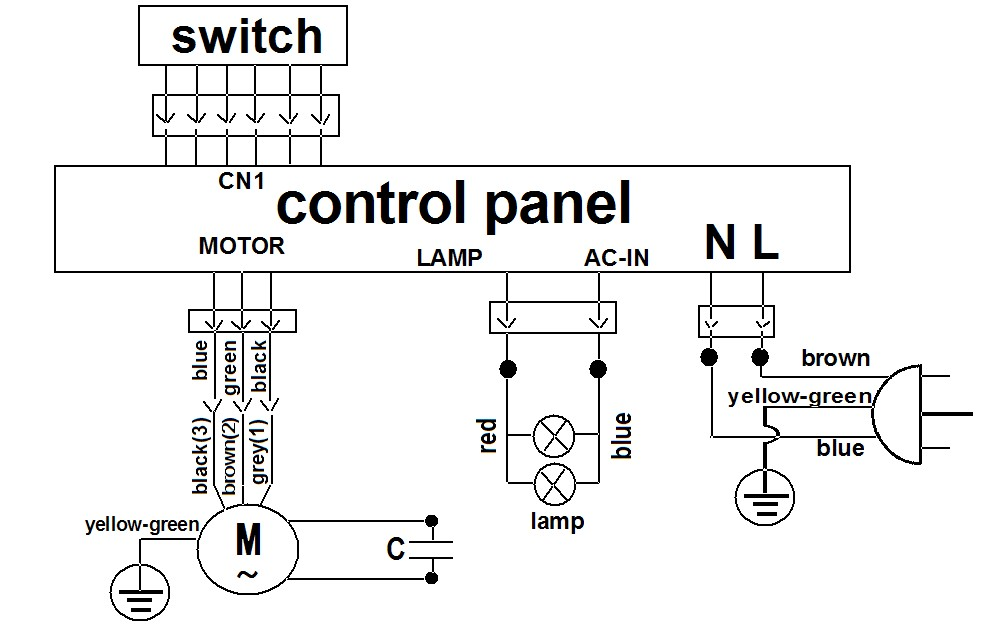 switch
CN1
control panel
MOTOR
LAMP
AC-IN
N L
blue
green
black
black(3)
brown(2)
grey(1)
yellow-green
M
~
C
red
blue
lamp
brown
yellow-green
blue